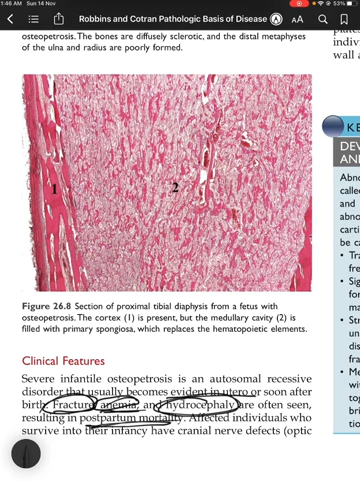 1:46 AM Sun 14 Nov
53%
Robbins and Cotran Pathologic Basis of Disease
AA
osteopetrosis. The bones are diffusely sclerotic, and the distal metaphyses
of the ulna and radius are poorly formed.
1
2
Figure 26.8 Section of proximal tibial diaphysis from a fetus with
osteopetrosis. The cortex (1) is present, but the medullary cavity (2) is
filled with primary spongiosa, which replaces the hematopoietic elements.
Clinical Features
Severe infantile osteopetrosis is an autosomal recessive
disorder that usually becomes evident in utero or soon after
birth. Fracture, anemia, and hydrocephaly are often seen,
resulting in postpartum mortality. Affected individuals who
survive into their infancy have cranial nerve defects (optic
indiv
wall a
KE
DEV
AN
Abno
calle
and
abno
carti
be ca
• Tra
fre
• Sig
for
ma
• Str
un
dis
fra
• Me
wit
tog
bri
tio